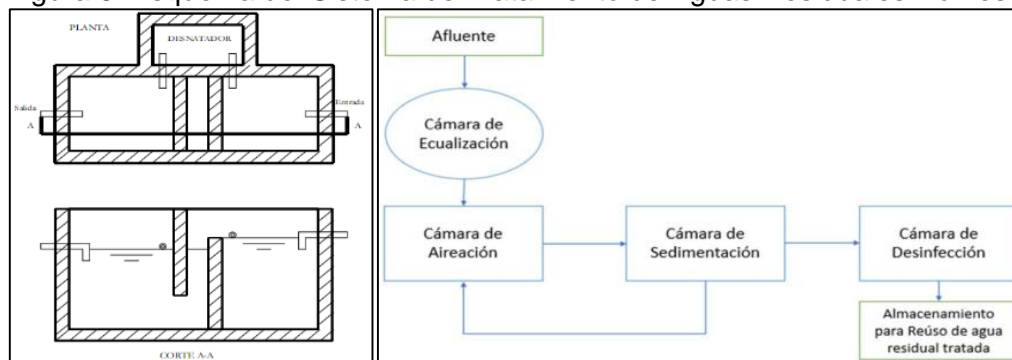 PLANTA
DESNATADOR
Salida
Entrada
A
A
CORTE A-A
Afluente
Cámara de
Ecualización
Cámara de
Aireación
Cámara de
Sedimentación
Cámara de
Desinfección
Almacenamiento
para Reúso de agua
residual tratada